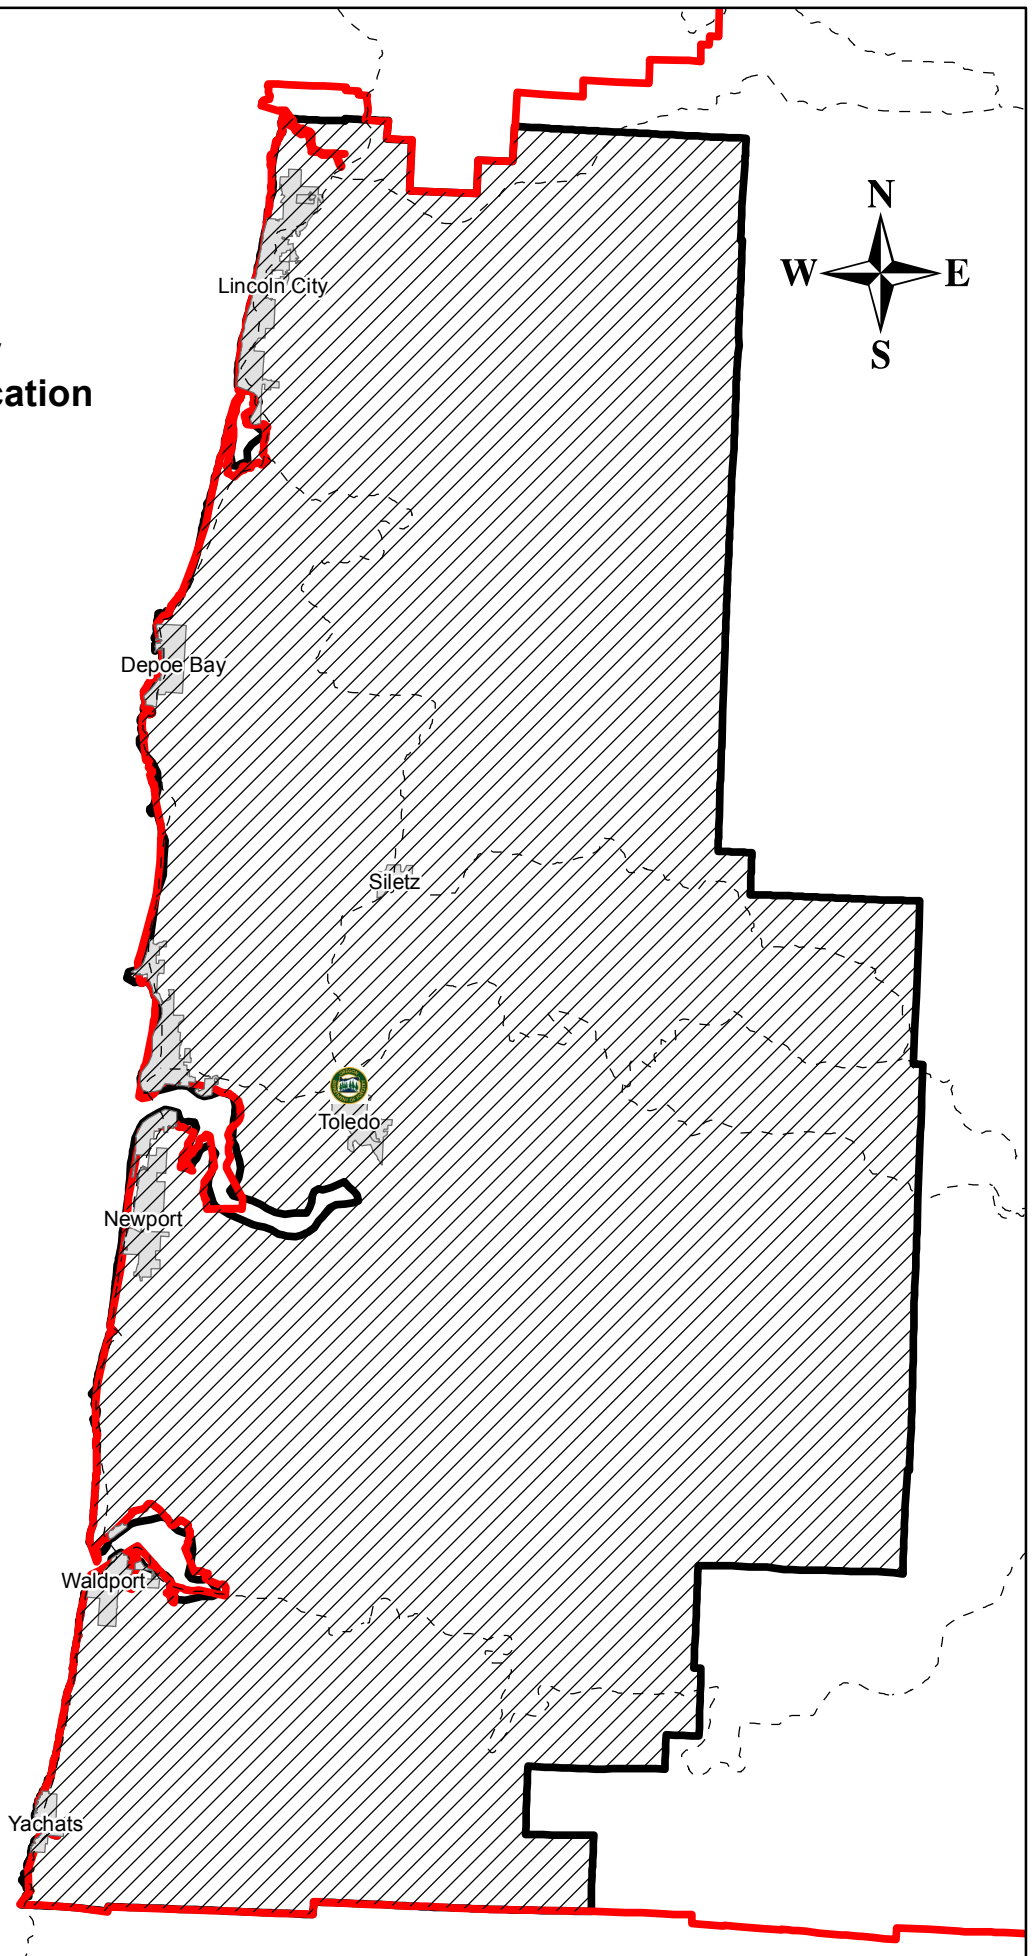 N
W E
S
Lincoln City
cation
Depoe Bay
Siletz
Toledo
Newport
Waldport
Yachats